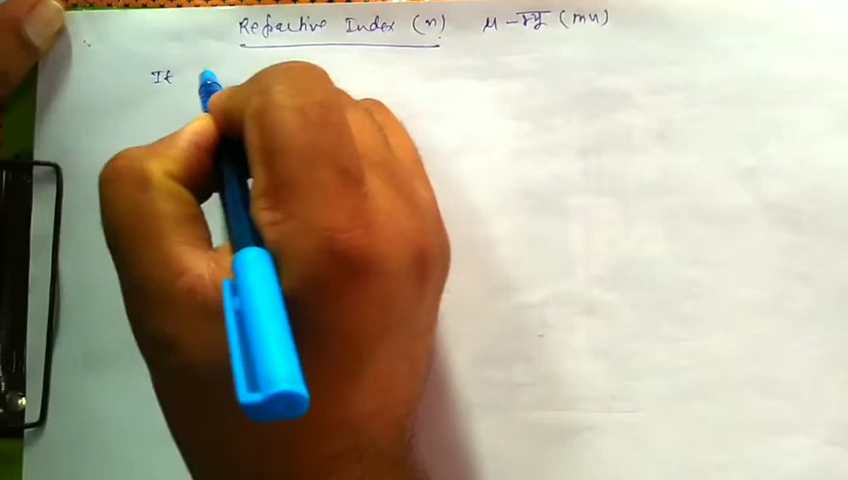 Refractive Index (n) μ - म्यू (mu)
It